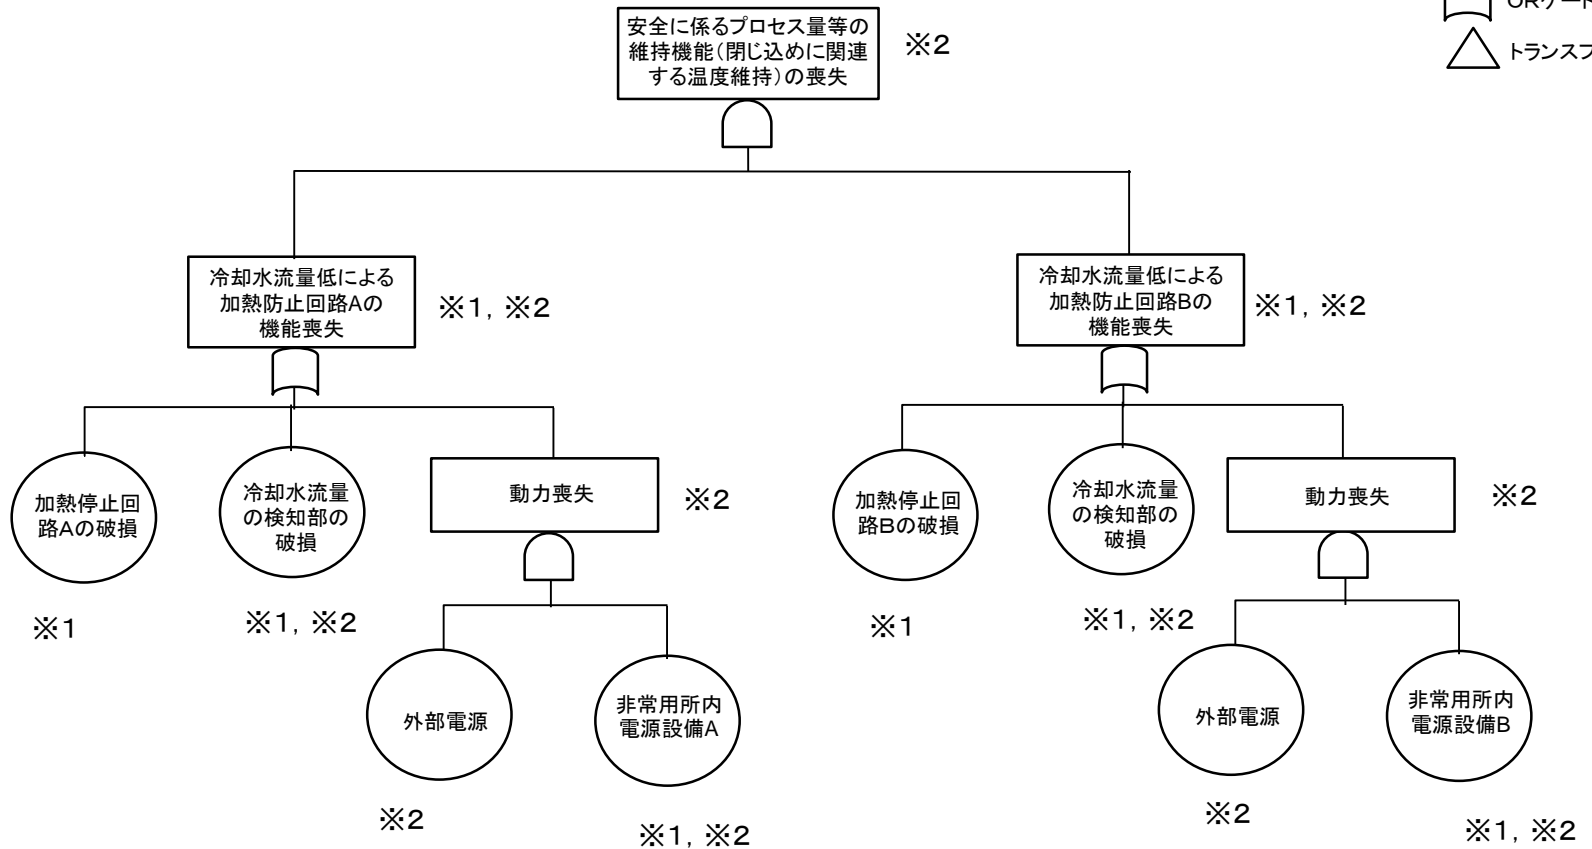 ORゲート
トランスフ
安全に係るプロセス量等の
維持機能(閉じ込めに関連
する温度維持)の喪失
※2
冷却水流量低による
加熱防止回路Aの
機能喪失
※1, ※2
冷却水流量低による
加熱防止回路Bの
機能喪失
※1, ※2
加熱停止回
路Aの破損
※1
冷却水流量
の検知部の
破損
※1, ※2
動力喪失
※2
加熱停止回
路Bの破損
※1
冷却水流量
の検知部の
破損
※1, ※2
動力喪失
※2
外部電源
※2
非常用所内
電源設備A
※1, ※2
外部電源
※2
非常用所内
電源設備B
※1, ※2